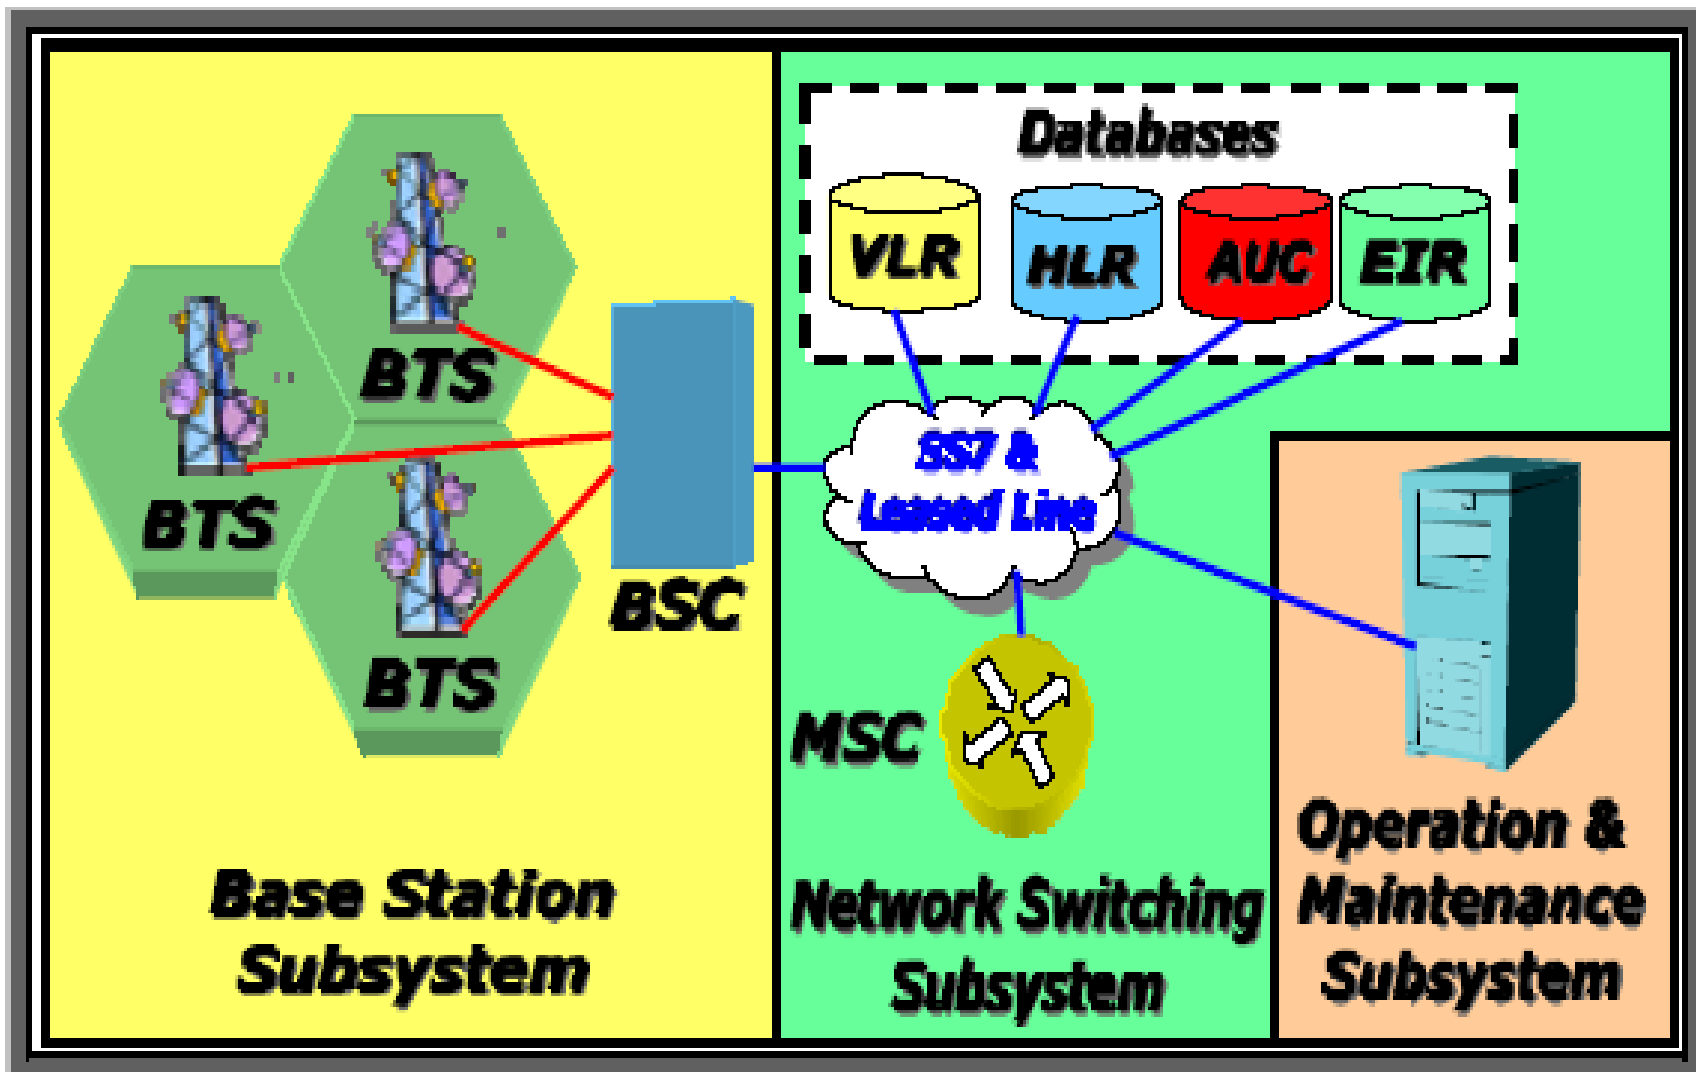 Databases
VLR
HLR
AUC
EIR
BTS
BTS
BTS
BSC
SS7 &
Leased Line
MSC
Base Station
Subsystem
Network Switching
Subsystem
Operation &
Maintenance
Subsystem